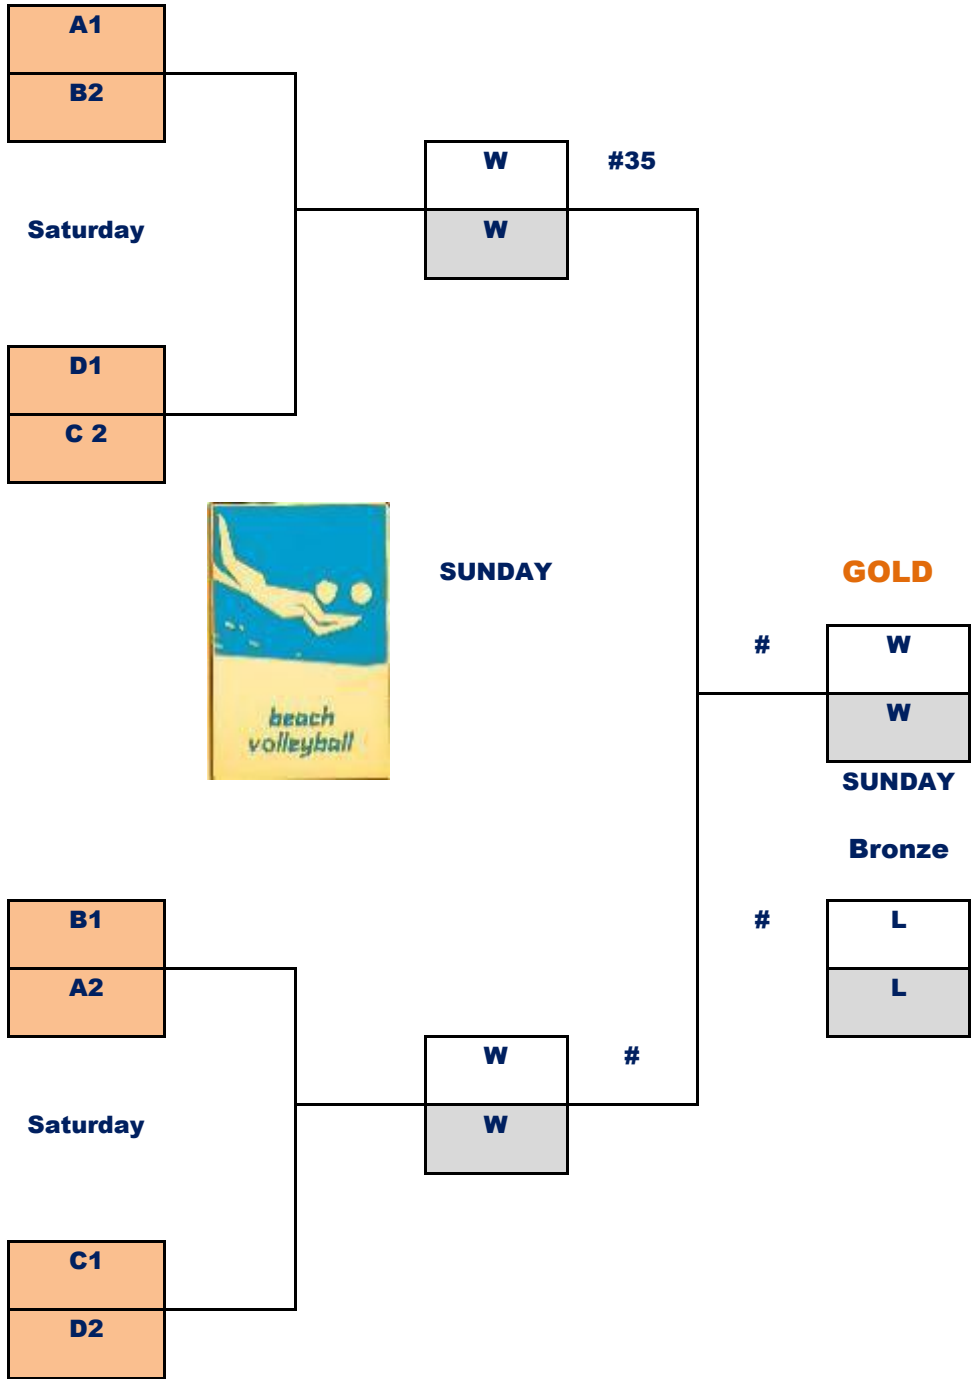 A1
B2
W #35
Saturday
W
D1
C 2
SUNDAY
GOLD
# W
beach
volleyball
W
SUNDAY
Bronze
B1
# L
A2
L
W #
Saturday
W
C1
D2